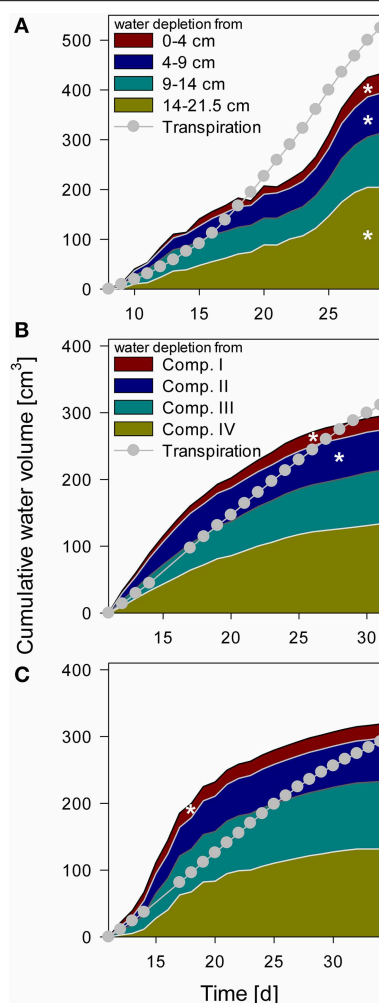 A
water depletion from
0-4 cm
4-9 cm
9-14 cm
14-21.5 cm
Transpiration
500
400
300
200
100
0
*
*
*
10 15 20 25
B
water depletion from
Comp. I
Comp. II
Comp. III
Comp. IV
Transpiration
400
300
200
100
0
*
*
15 20 25 30
Cumulative water volume [cm³]
C
400
300
200
100
0
*
15 20 25 30
Time [d]